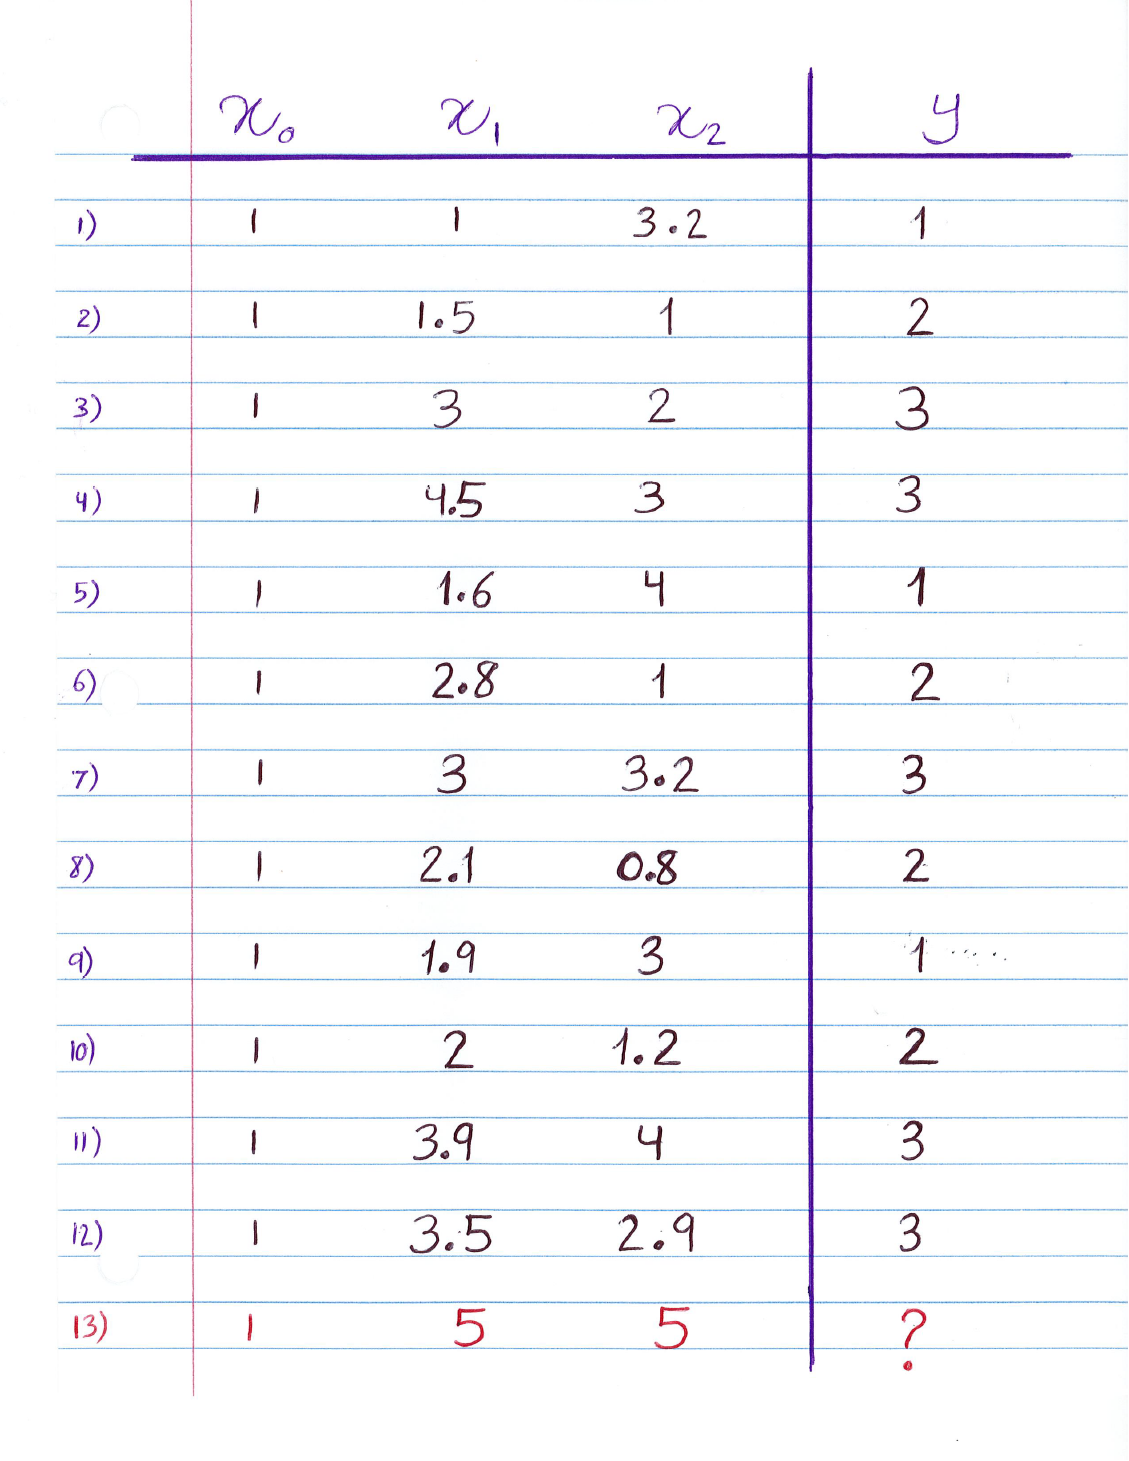 x₀ x₁ x₂ y
1) 1 1 3.2 1
2) 1 1.5 1 2
3) 1 3 2 3
4) 1 4.5 3 3
5) 1 1.6 4 1
6) 1 2.8 1 2
7) 1 3 3.2 3
8) 1 2.1 0.8 2
9) 1 1.9 3 1
10) 1 2 1.2 2
11) 1 3.9 4 3
12) 1 3.5 2.9 3
13) 1 5 5 ?